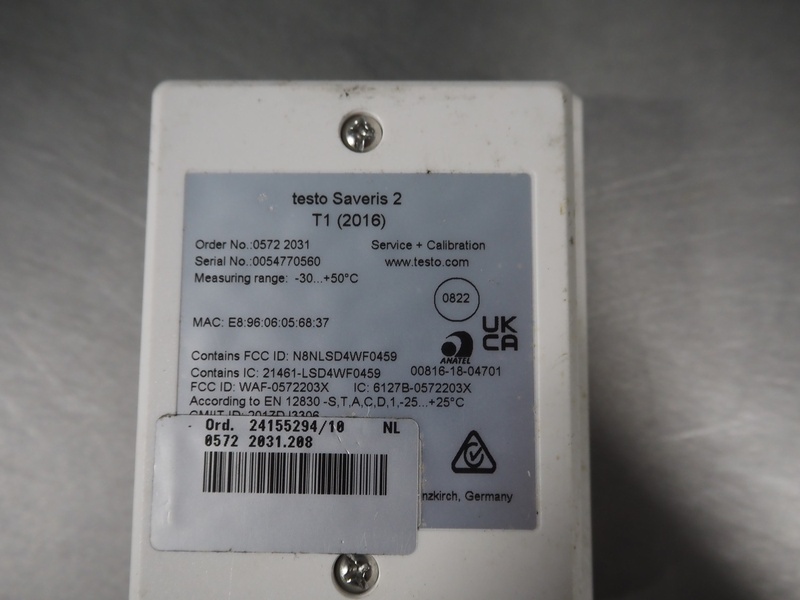 testo Saveris 2
T1 (2016)
Order No.:0572 2031 Service + Calibration
Serial No.:0054770560 www.testo.com
Measuring range: -30...+50°C
0822
MAC: E8:96:06:05:68:37
UK
CA
ANATEL
Contains FCC ID: N8NLSD4WF0459
Contains IC: 21461-LSD4WF0459 00816-18-04701
FCC ID: WAF-0572203X IC: 6127B-0572203X
According to EN 12830 -S,T,A,C,D,1,-25...+25°C
CMIIT ID: 2017DJ3306
Ord. 24155294/10 NL
0572 2031.208
nzkirch, Germany